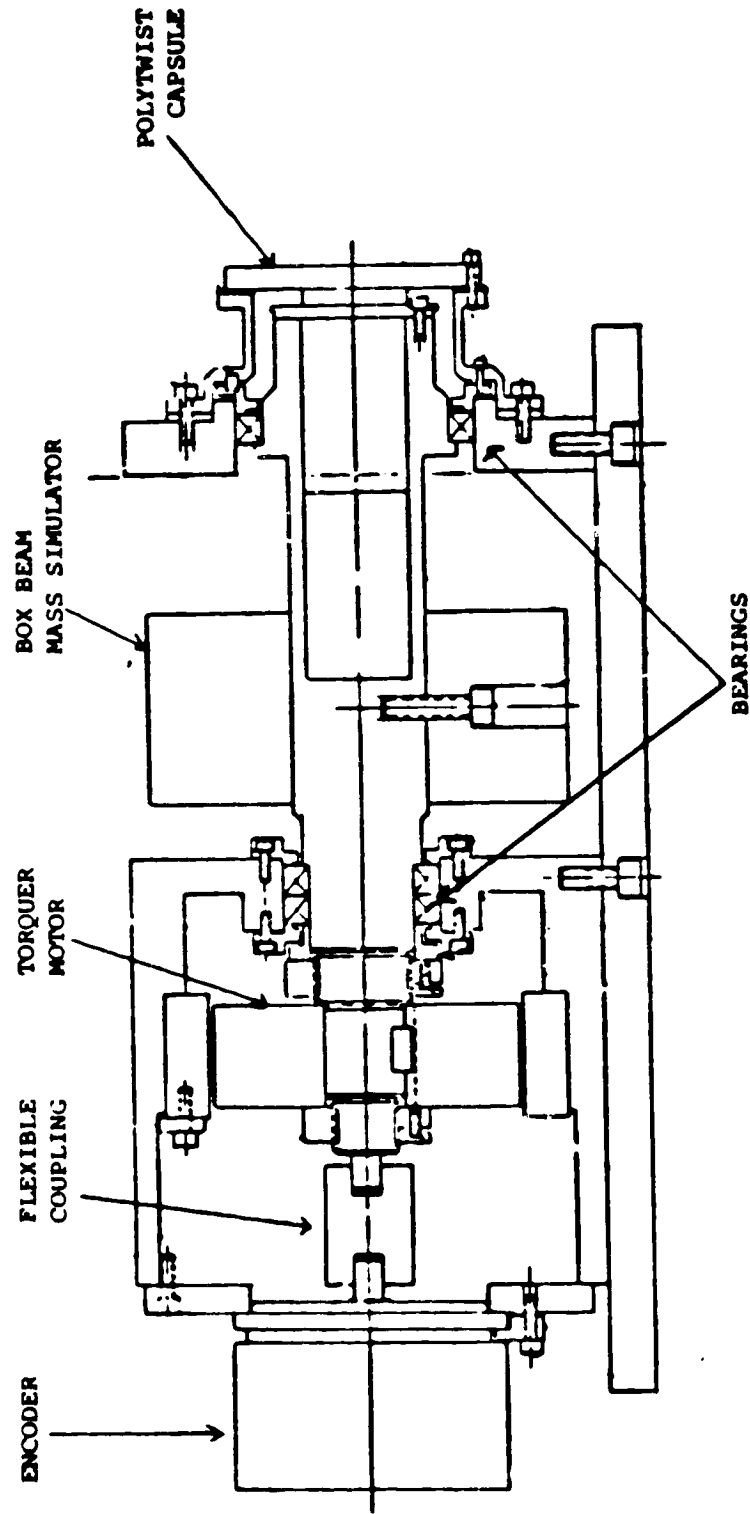 ENCODER
FLEXIBLE
COUPLING
TORQUER
MOTOR
BOX BEAM
MASS SIMULATOR
POLYTWIST
CAPSULE
BEARINGS